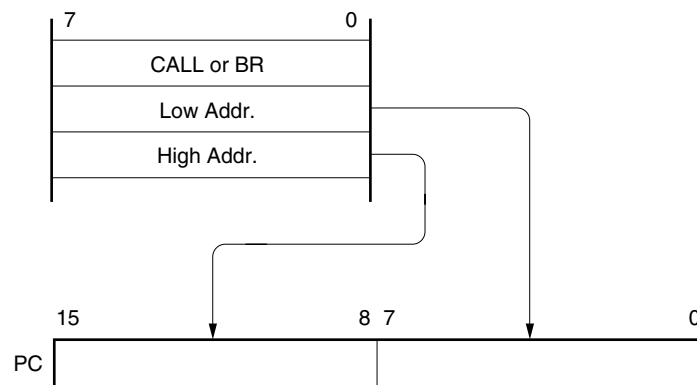 7 0
CALL or BR
Low Addr.
High Addr.
15 8 7 0
PC